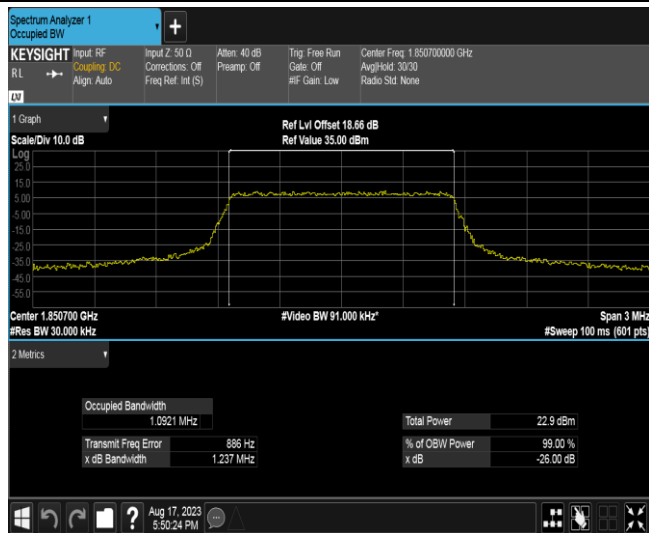 Spectrum Analyzer 1
Occupied BW
+
KEYSIGHT
RL
Input: RF
Coupling: DC
Align: Auto
Input Z: 50 Ω
Corrections: Off
Freq Ref: Int (S)
Atten: 40 dB
Preamp: Off
Trig: Free Run
Gate: Off
#IF Gain: Low
Center Freq: 1.850700000 GHz
Avg|Hold: 30/30
Radio Std: None
1 Graph
Ref Lvl Offset 18.66 dB
Scale/Div 10.0 dB
Ref Value 35.00 dBm
Log
25.0
15.0
5.00
-5.00
-15.0
-25.0
-35.0
-45.0
-55.0
Center 1.850700 GHz
#Video BW 91.000 kHz*
Span 3 MHz
#Res BW 30.000 kHz
#Sweep 100 ms (601 pts)
2 Metrics
Occupied Bandwidth
1.0921 MHz
Total Power 22.9 dBm
Transmit Freq Error 886 Hz
% of OBW Power 99.00 %
x dB Bandwidth 1.237 MHz
x dB -26.00 dB
?
Aug 17, 2023
5:50:24 PM